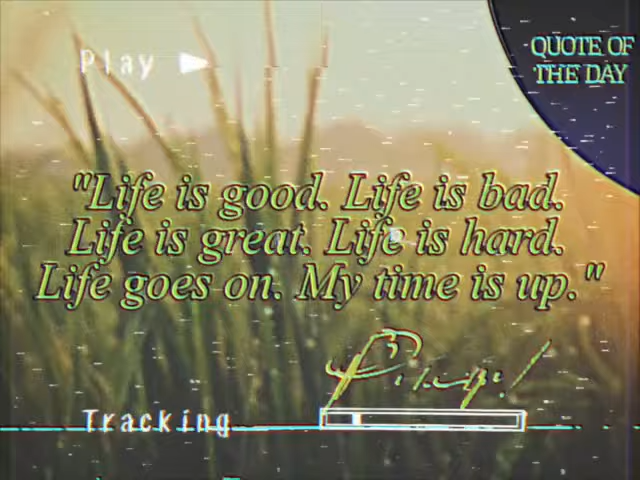 Play
QUOTE OF
THE DAY
"Life is good. Life is bad.
Life is great. Life is hard.
Life goes on. My time is up."
Tracking